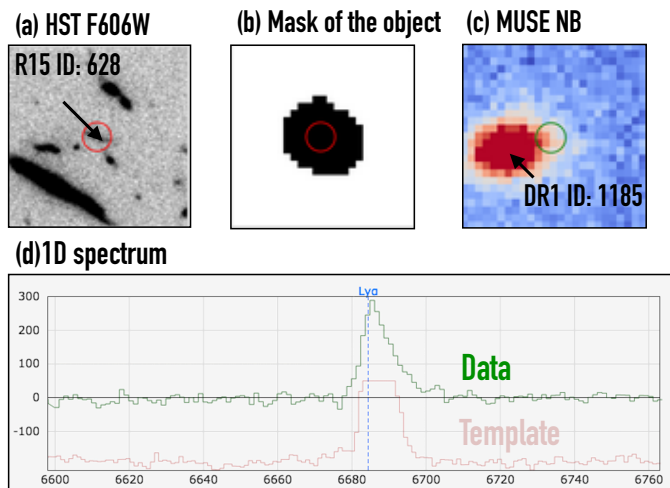 (a) HST F606W
(b) Mask of the object
(c) MUSE NB
R15 ID: 628
DR1 ID: 1185
(d)1D spectrum
Lya
300
200
100
0
-100
Data
Template
6600 6620 6640 6660 6680 6700 6720 6740 6760